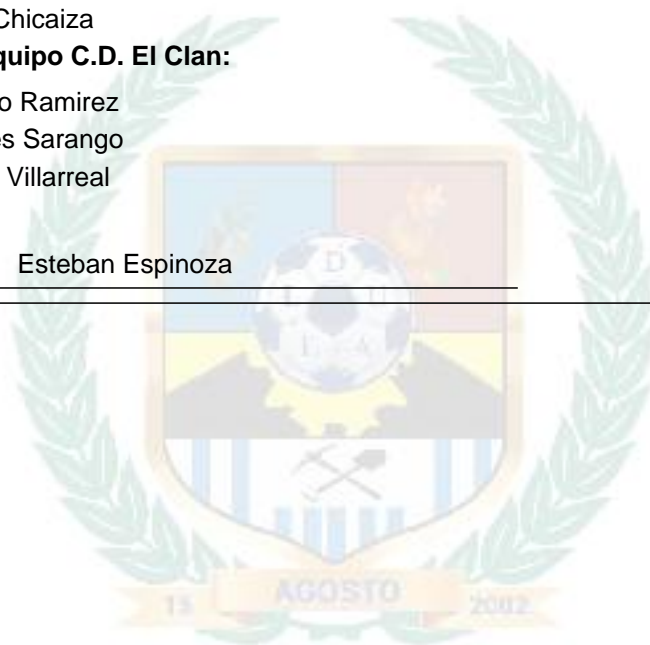 Chicaiza
quipo C.D. El Clan:
o Ramirez
es Sarango
Villarreal
Esteban Espinoza
D
L U
L A
15 AGOSTO 2002